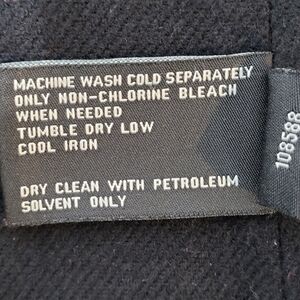 MACHINE WASH COLD SEPARATELY
ONLY NON-CHLORINE BLEACH
WHEN NEEDED
TUMBLE DRY LOW
COOL IRON
DRY CLEAN WITH PETROLEUM
SOLVENT ONLY
108588